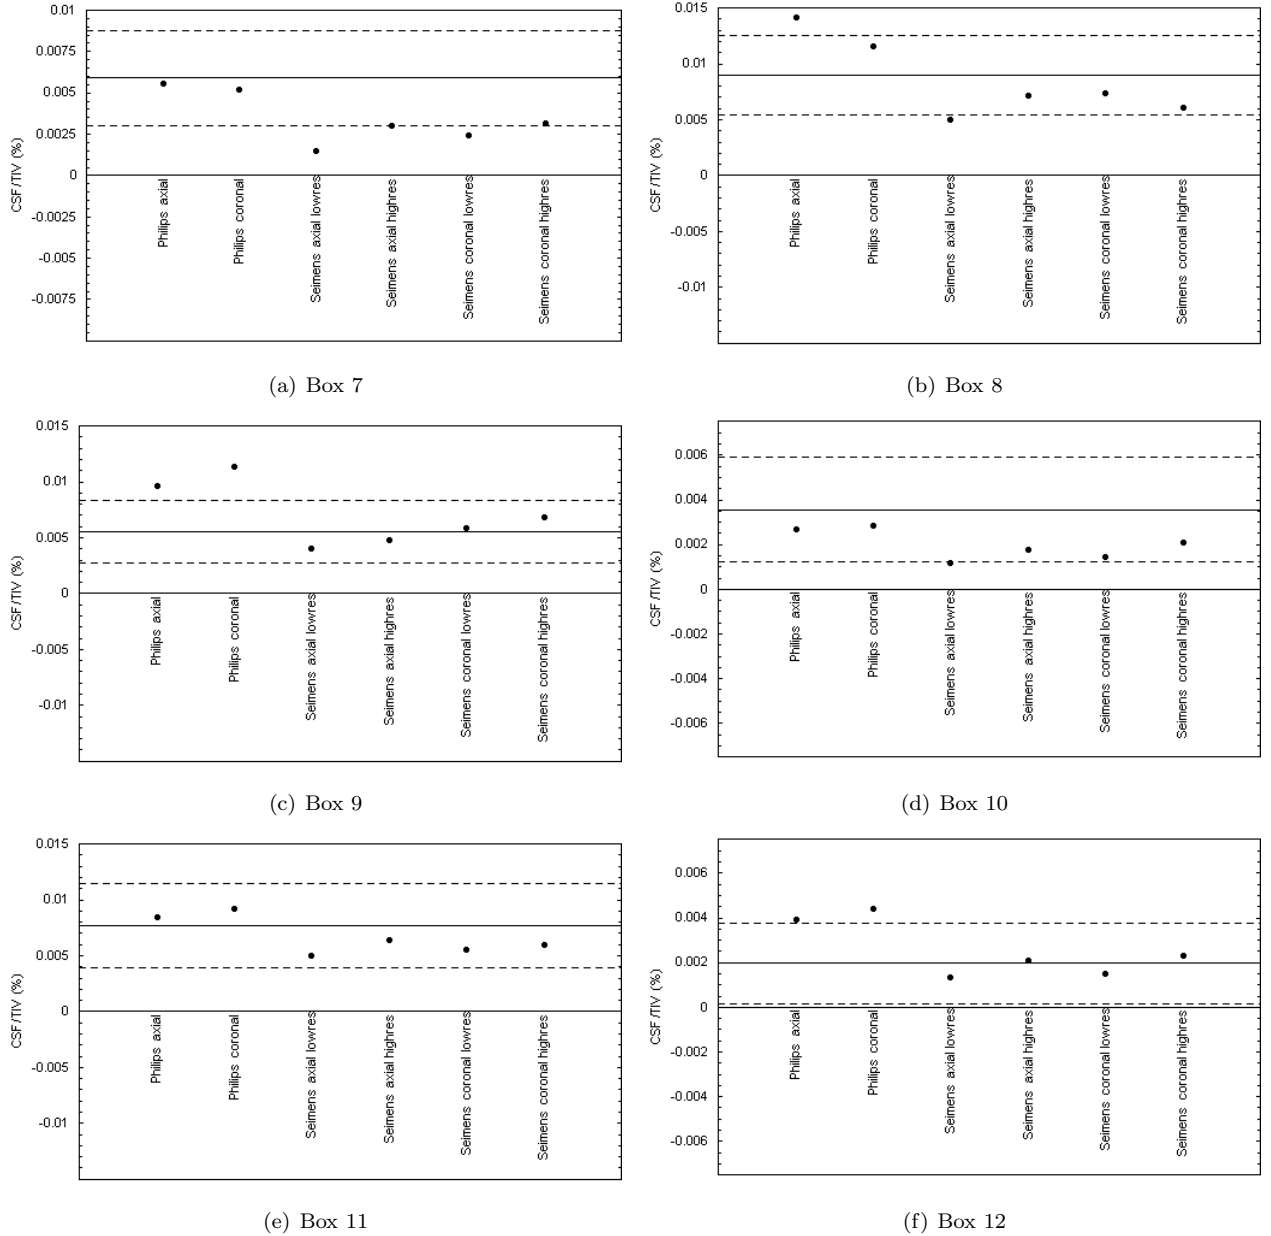 0.01
0.0075
0.005
0.0025
0
-0.0025
-0.005
-0.0075
CSF/TIV (%)
Philips axial
Philips coronal
Seimens axial lowres
Seimens axial highres
Seimens coronal lowres
Seimens coronal highres
(a) Box 7
0.015
0.01
0.005
0
-0.005
-0.01
CSF/TIV (%)
Philips axial
Philips coronal
Seimens axial lowres
Seimens axial highres
Seimens coronal lowres
Seimens coronal highres
(b) Box 8
0.015
0.01
0.005
0
-0.005
-0.01
CSF/TIV (%)
Philips axial
Philips coronal
Seimens axial lowres
Seimens axial highres
Seimens coronal lowres
Seimens coronal highres
(c) Box 9
0.006
0.004
0.002
0
-0.002
-0.004
-0.006
CSF/TIV (%)
Philips axial
Philips coronal
Seimens axial lowres
Seimens axial highres
Seimens coronal lowres
Seimens coronal highres
(d) Box 10
0.015
0.01
0.005
0
-0.005
-0.01
CSF/TIV (%)
Philips axial
Philips coronal
Seimens axial lowres
Seimens axial highres
Seimens coronal lowres
Seimens coronal highres
(e) Box 11
0.006
0.004
0.002
0
-0.002
-0.004
-0.006
CSF/TIV (%)
Philips axial
Philips coronal
Seimens axial lowres
Seimens axial highres
Seimens coronal lowres
Seimens coronal highres
(f) Box 12